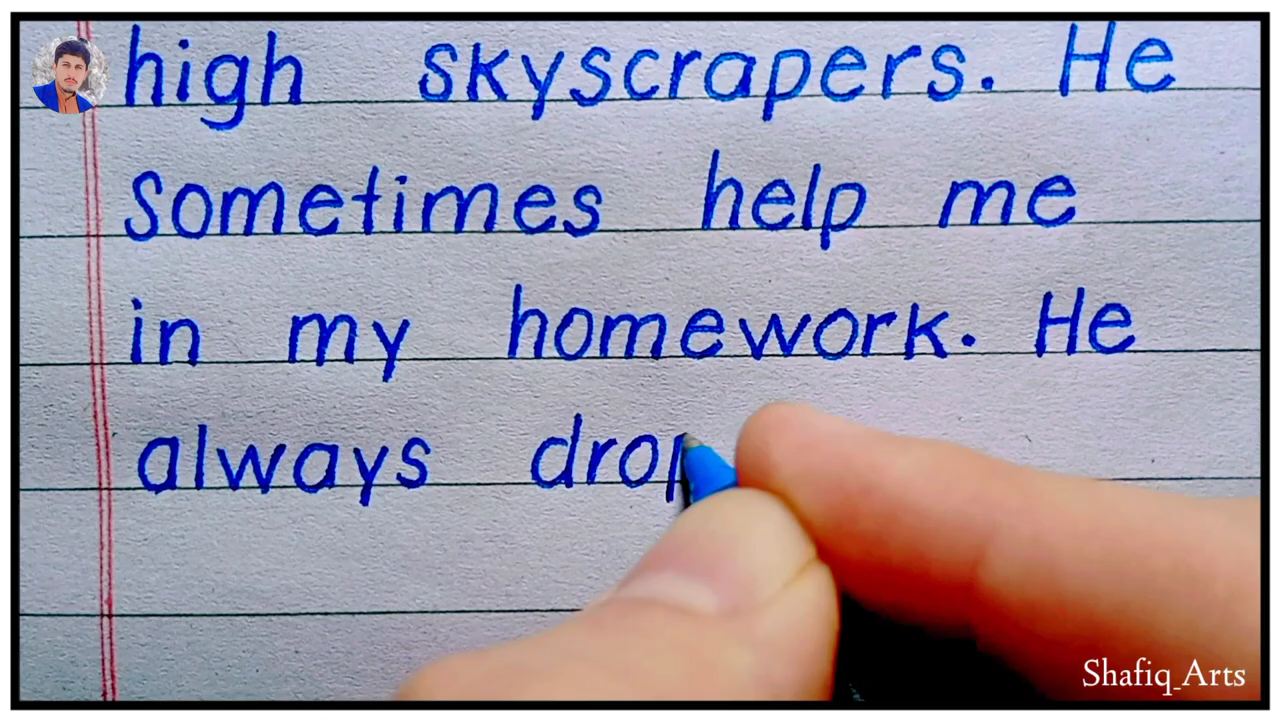 high skyscrapers. He
sometimes help me
in my homework. He
always drop
Shafiq_Arts